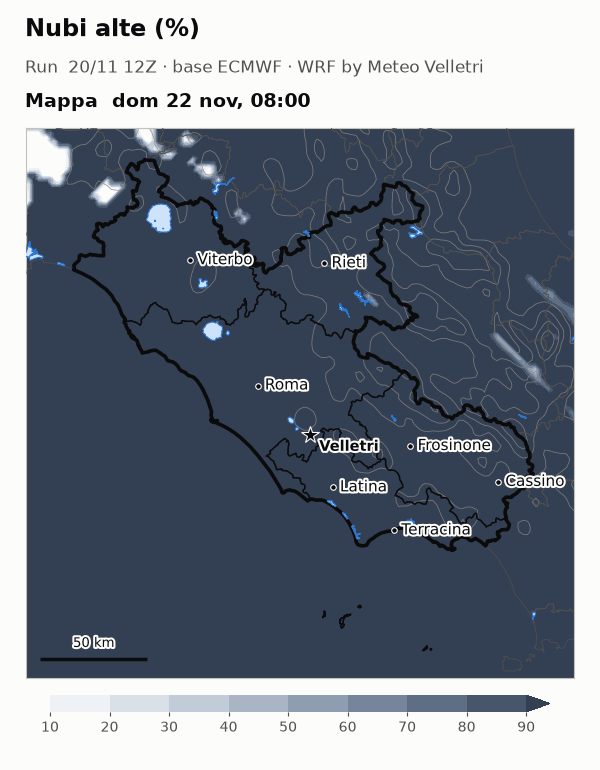 Nubi alte (%)
Run 20/11 12Z · base ECMWF · WRF by Meteo Velletri
Mappa dom 22 nov, 08:00
Viterbo
Rieti
Roma
Velletri
Frosinone
Cassino
Latina
Terracina
50 km
10 20 30 40 50 60 70 80 90